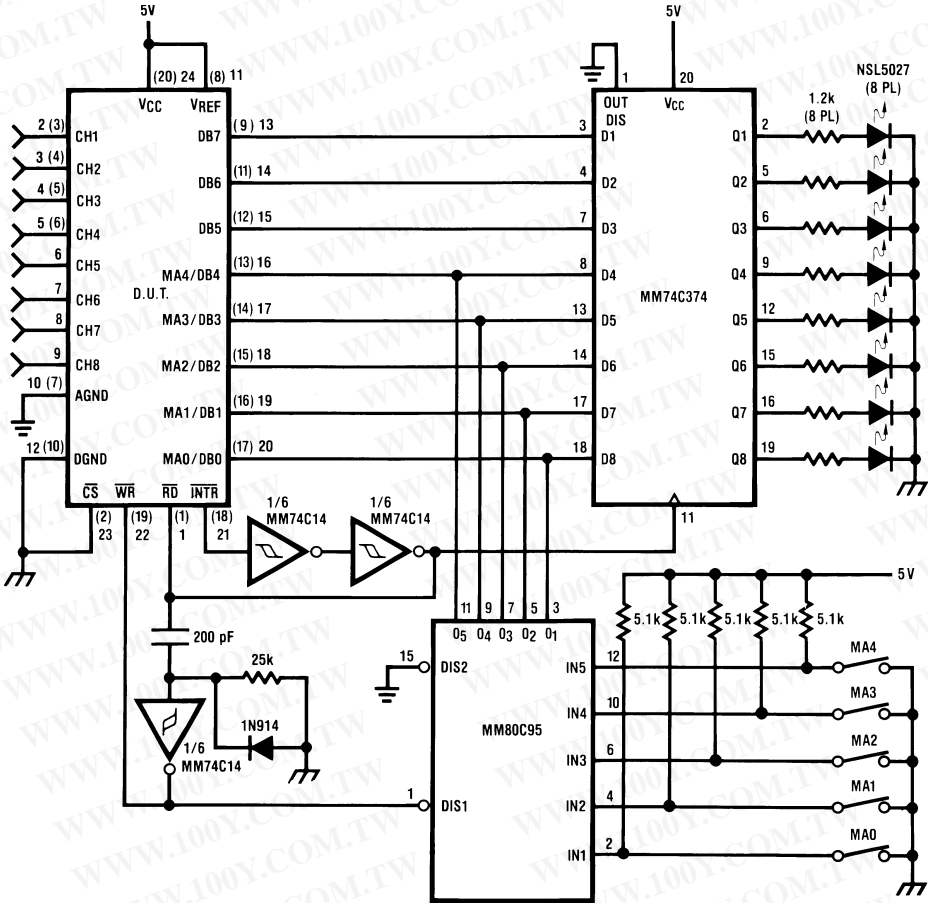 5V
5V
(20) 24
(8) 11
1
20
NSL5027
(8 PL)
1.2k
(8 PL)
VCC
VREF
OUT
DIS
VCC
2 (3)
CH1
DB7
(9) 13
3
D1
Q1
2
3 (4)
CH2
DB6
(11) 14
4
D2
Q2
5
4 (5)
CH3
DB5
(12) 15
7
D3
Q3
6
5 (6)
CH4
MA4/DB4
(13) 16
8
D4
Q4
9
6
CH5
D.U.T.
MM74C374
7
CH6
MA3/DB3
(14) 17
13
D5
Q5
12
8
CH7
MA2/DB2
(15) 18
14
D6
Q6
15
9
CH8
10 (7)
AGND
MA1/DB1
(16) 19
17
D7
Q7
16
12 (10)
DGND
MA0/DB0
(17) 20
18
D8
Q8
19
CS
WR
RD
INTR
(2)
23
(19)
22
(1)
1
(18)
21
1/6
MM74C14
1/6
MM74C14
11
5V
5.1k
5.1k
5.1k
5.1k
5.1k
200 pF
11
9
7
5
3
O5
O4
O3
O2
O1
15
DIS2
IN5
12
MA4
25k
1N914
MM80C95
IN4
10
MA3
1/6
MM74C14
IN3
6
MA2
1
DIS1
IN2
4
MA1
IN1
2
MA0
WWW.100Y.COM.TW